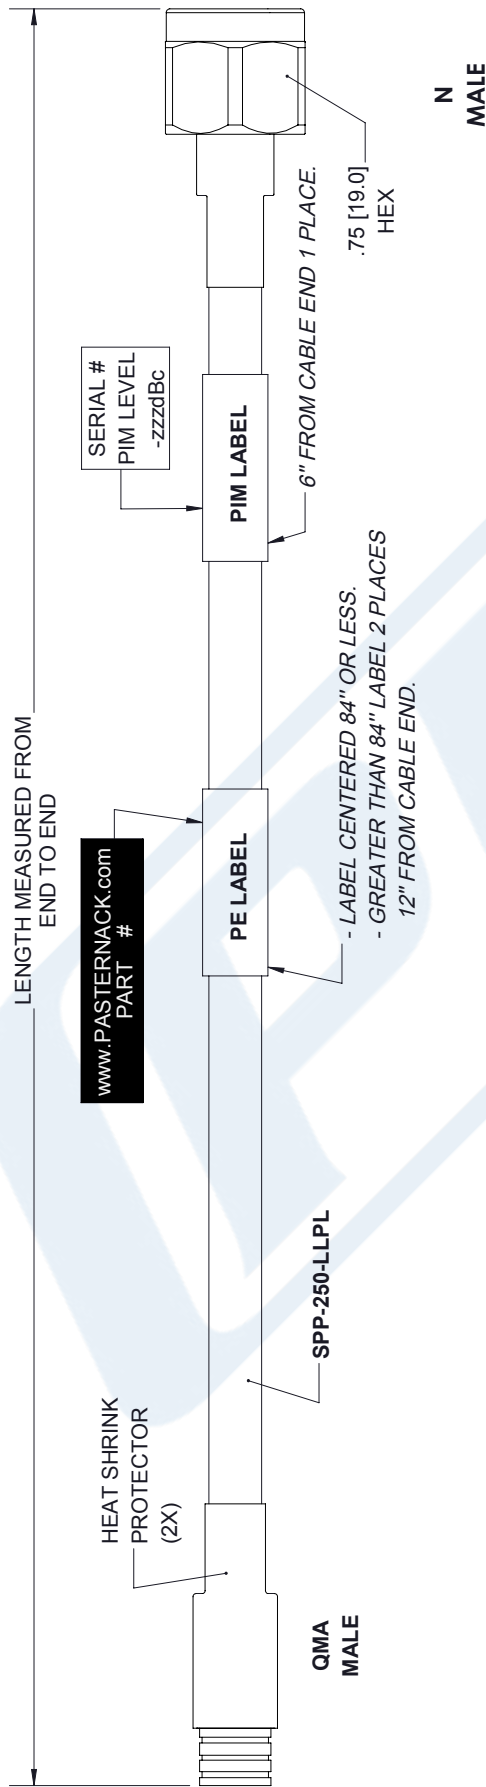 LENGTH MEASURED FROM
END TO END
HEAT SHRINK
PROTECTOR
(2X)
www.PASTERNACK.com
PART #
SERIAL #
PIM LEVEL
-zzzdBc
PE LABEL
PIM LABEL
QMA
MALE
SPP-250-LLPL
- LABEL CENTERED 84" OR LESS.
- GREATER THAN 84" LABEL 2 PLACES
12" FROM CABLE END.
6" FROM CABLE END 1 PLACE.
.75 [19.0]
HEX
N
MALE